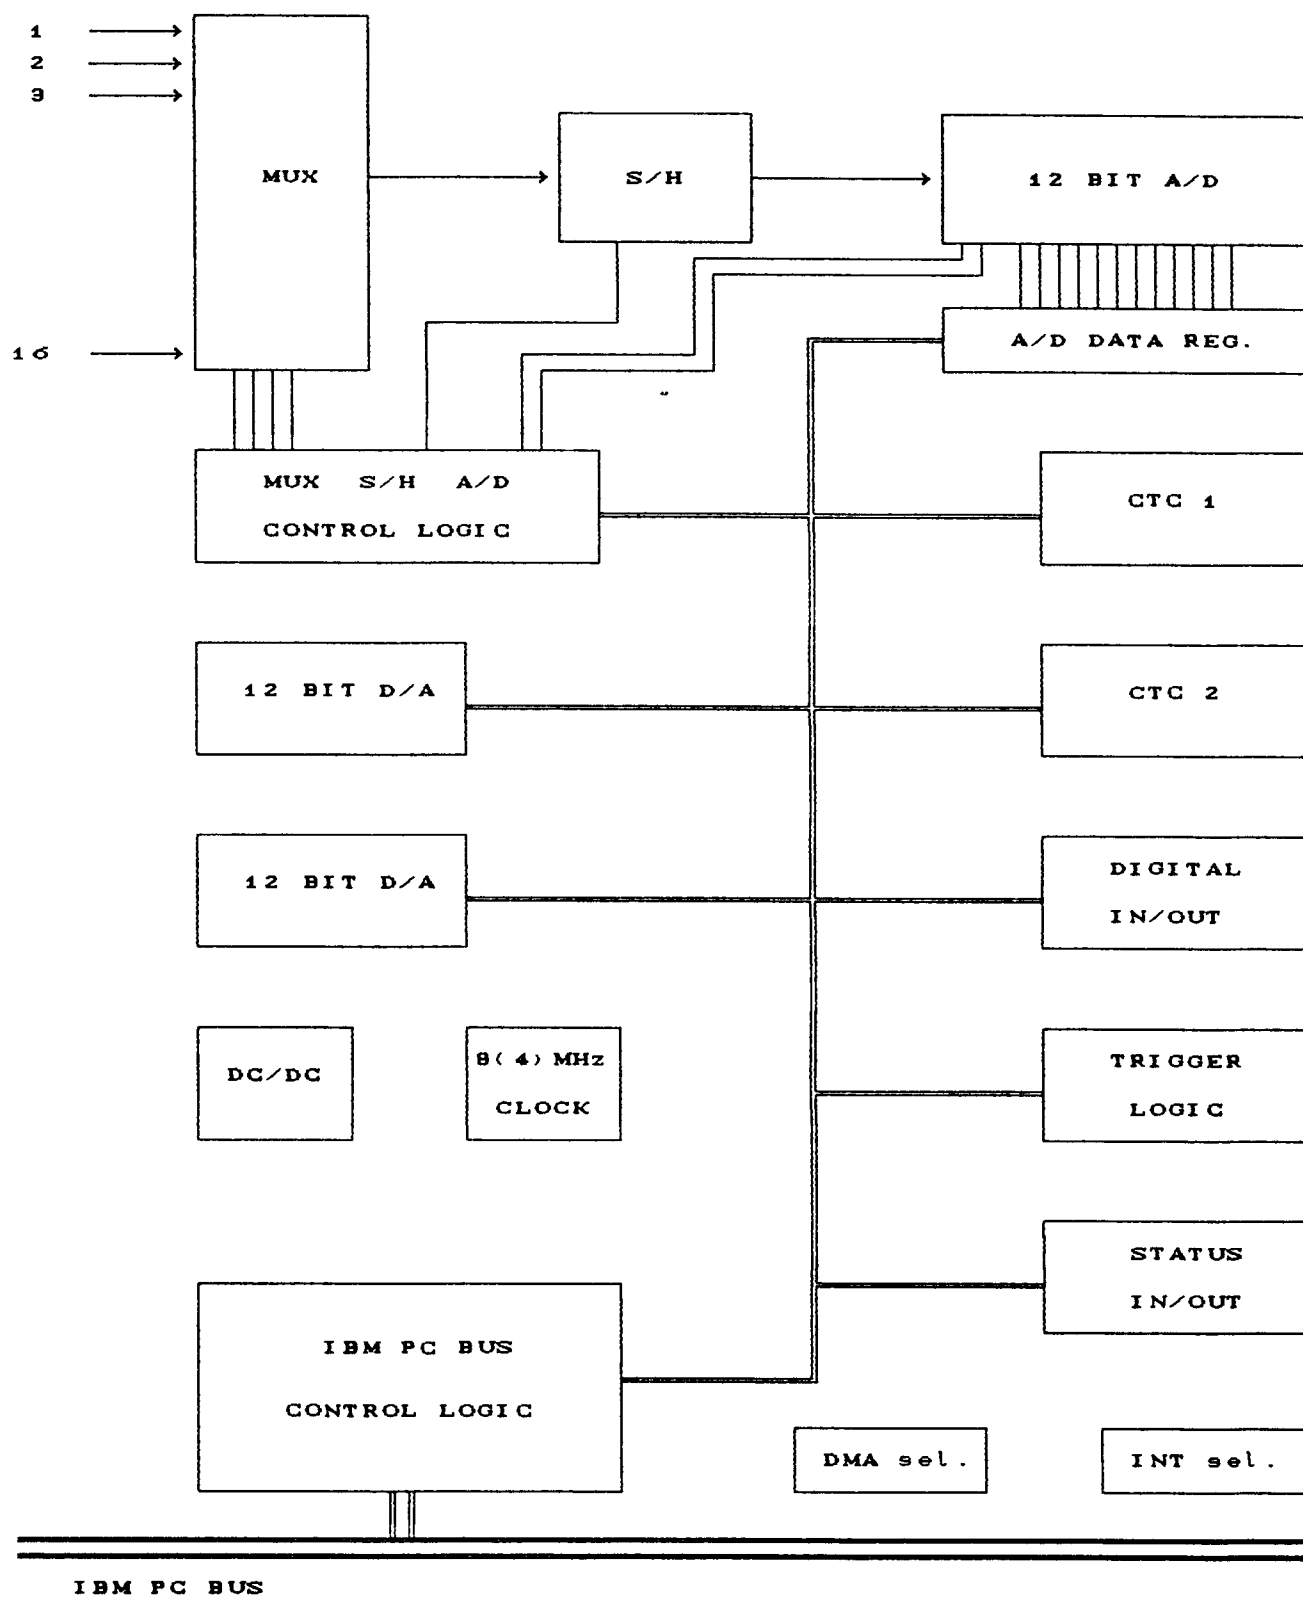 1
2
3
16
MUX
S/H
12 BIT A/D
A/D DATA REG.
MUX S/H A/D
CONTROL LOGIC
CTC 1
12 BIT D/A
CTC 2
12 BIT D/A
DIGITAL
IN/OUT
DC/DC
8(4)MHz
CLOCK
TRIGGER
LOGIC
STATUS
IN/OUT
IBM PC BUS
CONTROL LOGIC
DMA sel.
INT sel.
IBM PC BUS